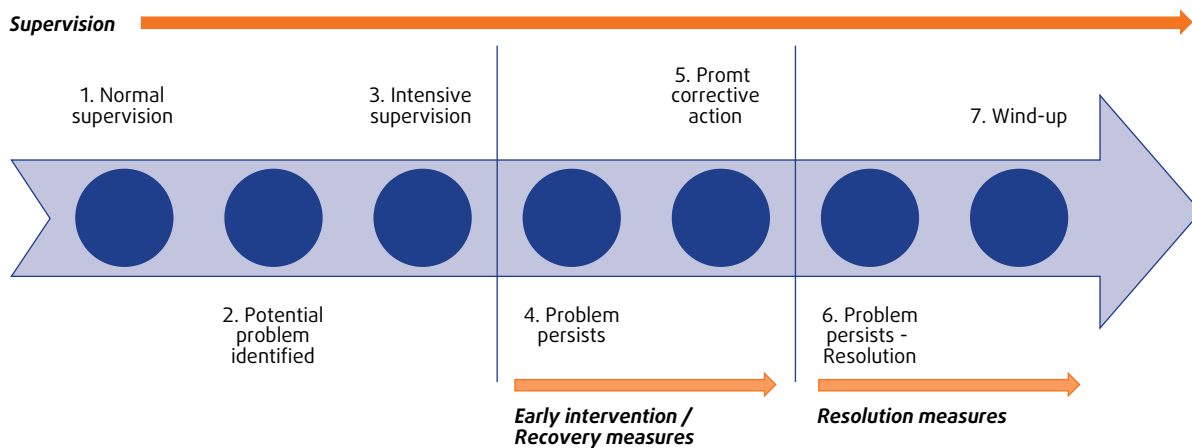 Supervision
1. Normal
supervision
3. Intensive
supervision
5. Promt
corrective
action
7. Wind-up
2. Potential
problem
identified
4. Problem
persists
6. Problem
persists -
Resolution
Early intervention /
Recovery measures
Resolution measures